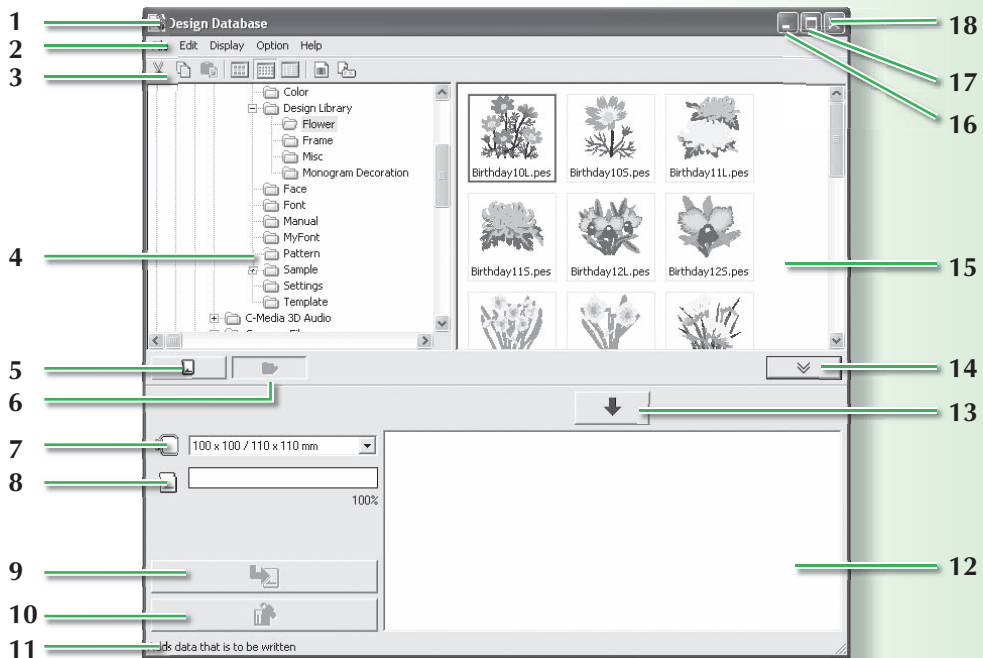 1 Design Database 18
2 File Edit Display Option Help
3 17
16
Color
Design Library
Flower
Frame
Misc
Monogram Decoration
Face
Font
Manual
MyFont
4 Pattern
Sample
Settings
Template
C-Media 3D Audio
Birthday10L.pes Birthday10S.pes Birthday11L.pes
Birthday11S.pes Birthday12L.pes Birthday12S.pes
15
5 14
6 13
7 100 x 100 / 110 x 110 mm
8
100%
9 12
10
11 Adds data that is to be written